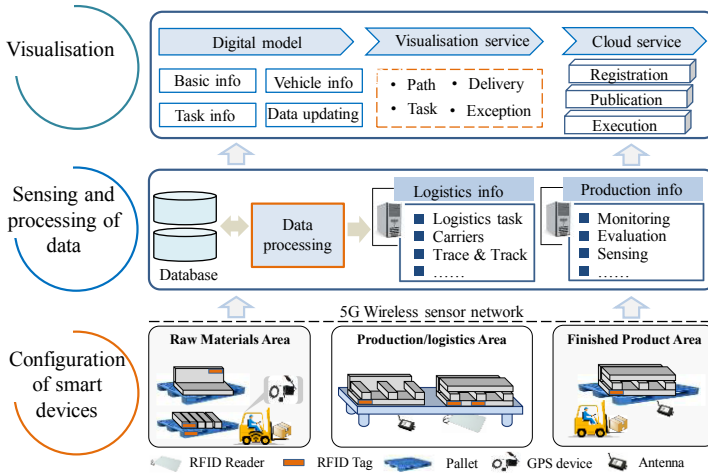 Visualisation
Digital model
Visualisation service
Cloud service
Basic info
Vehicle info
Task info
Data updating
• Path • Delivery
• Task • Exception
Registration
Publication
Execution
Sensing and
processing of
data
Database
Data
processing
Logistics info
Logistics task
Carriers
Trace & Track
……
Production info
Monitoring
Evaluation
Sensing
……
5G Wireless sensor network
Configuration
of smart
devices
Raw Materials Area
Production/logistics Area
Finished Product Area
RFID Reader
RFID Tag
Pallet
GPS device
Antenna